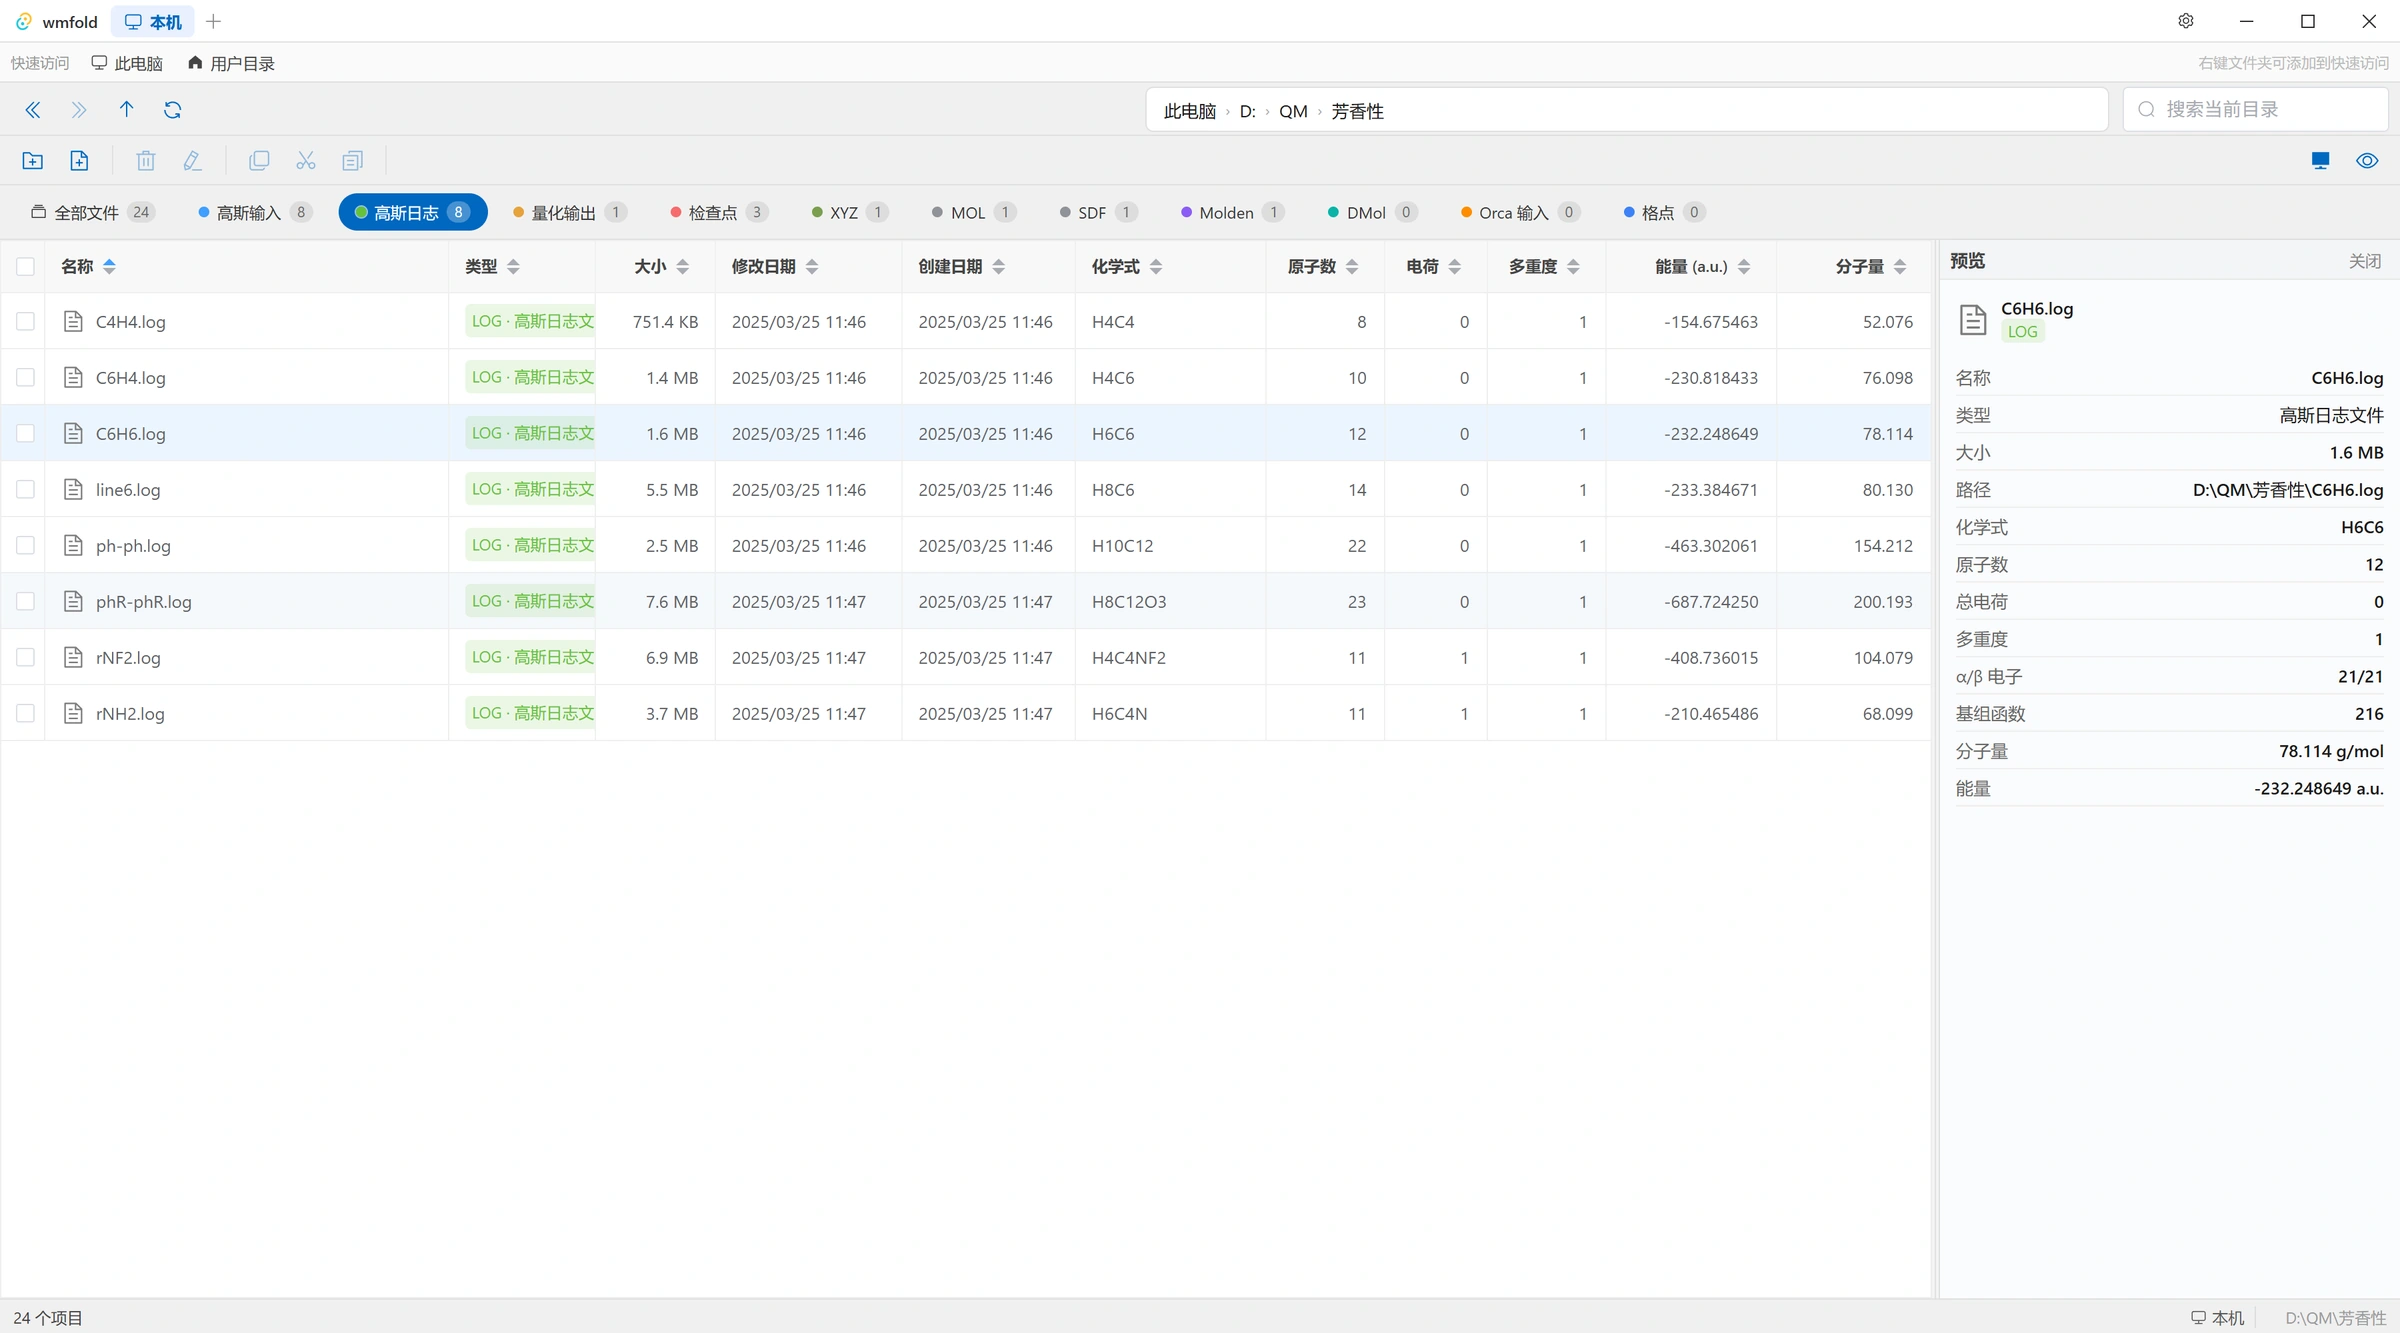 wmfold 本机
快速访问 此电脑 用户目录 右键文件夹可添加到快速访问
此电脑 › D: › QM › 芳香性 搜索当前目录
全部文件 24 高斯输入 8 高斯日志 8 量化输出 1 检查点 3 XYZ 1 MOL 1 SDF 1 Molden 1 DMol 0 Orca 输入 0 格点 0
名称 类型 大小 修改日期 创建日期 化学式 原子数 电荷 多重度 能量 (a.u.) 分子量
C4H4.log LOG · 高斯日志文 751.4 KB 2025/03/25 11:46 2025/03/25 11:46 H4C4 8 0 1 -154.675463 52.076
C6H4.log LOG · 高斯日志文 1.4 MB 2025/03/25 11:46 2025/03/25 11:46 H4C6 10 0 1 -230.818433 76.098
C6H6.log LOG · 高斯日志文 1.6 MB 2025/03/25 11:46 2025/03/25 11:46 H6C6 12 0 1 -232.248649 78.114
line6.log LOG · 高斯日志文 5.5 MB 2025/03/25 11:46 2025/03/25 11:46 H8C6 14 0 1 -233.384671 80.130
ph-ph.log LOG · 高斯日志文 2.5 MB 2025/03/25 11:46 2025/03/25 11:46 H10C12 22 0 1 -463.302061 154.212
phR-phR.log LOG · 高斯日志文 7.6 MB 2025/03/25 11:47 2025/03/25 11:47 H8C12O3 23 0 1 -687.724250 200.193
rNF2.log LOG · 高斯日志文 6.9 MB 2025/03/25 11:47 2025/03/25 11:47 H4C4NF2 11 1 1 -408.736015 104.079
rNH2.log LOG · 高斯日志文 3.7 MB 2025/03/25 11:47 2025/03/25 11:47 H6C4N 11 1 1 -210.465486 68.099
预览 关闭
C6H6.log
LOG
名称 C6H6.log
类型 高斯日志文件
大小 1.6 MB
路径 D:\QM\芳香性\C6H6.log
化学式 H6C6
原子数 12
总电荷 0
多重度 1
α/β 电子 21/21
基组函数 216
分子量 78.114 g/mol
能量 -232.248649 a.u.
24 个项目 本机 D:\QM\芳香性